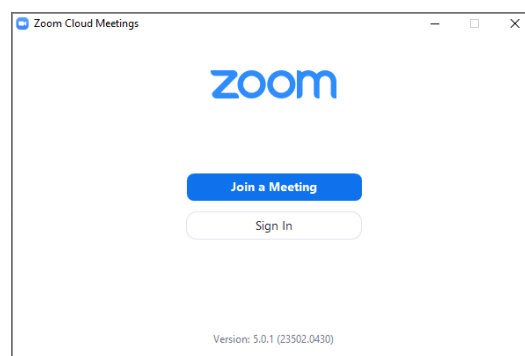 Zoom Cloud Meetings
zoom
Join a Meeting
Sign In
Version: 5.0.1 (23502.0430)